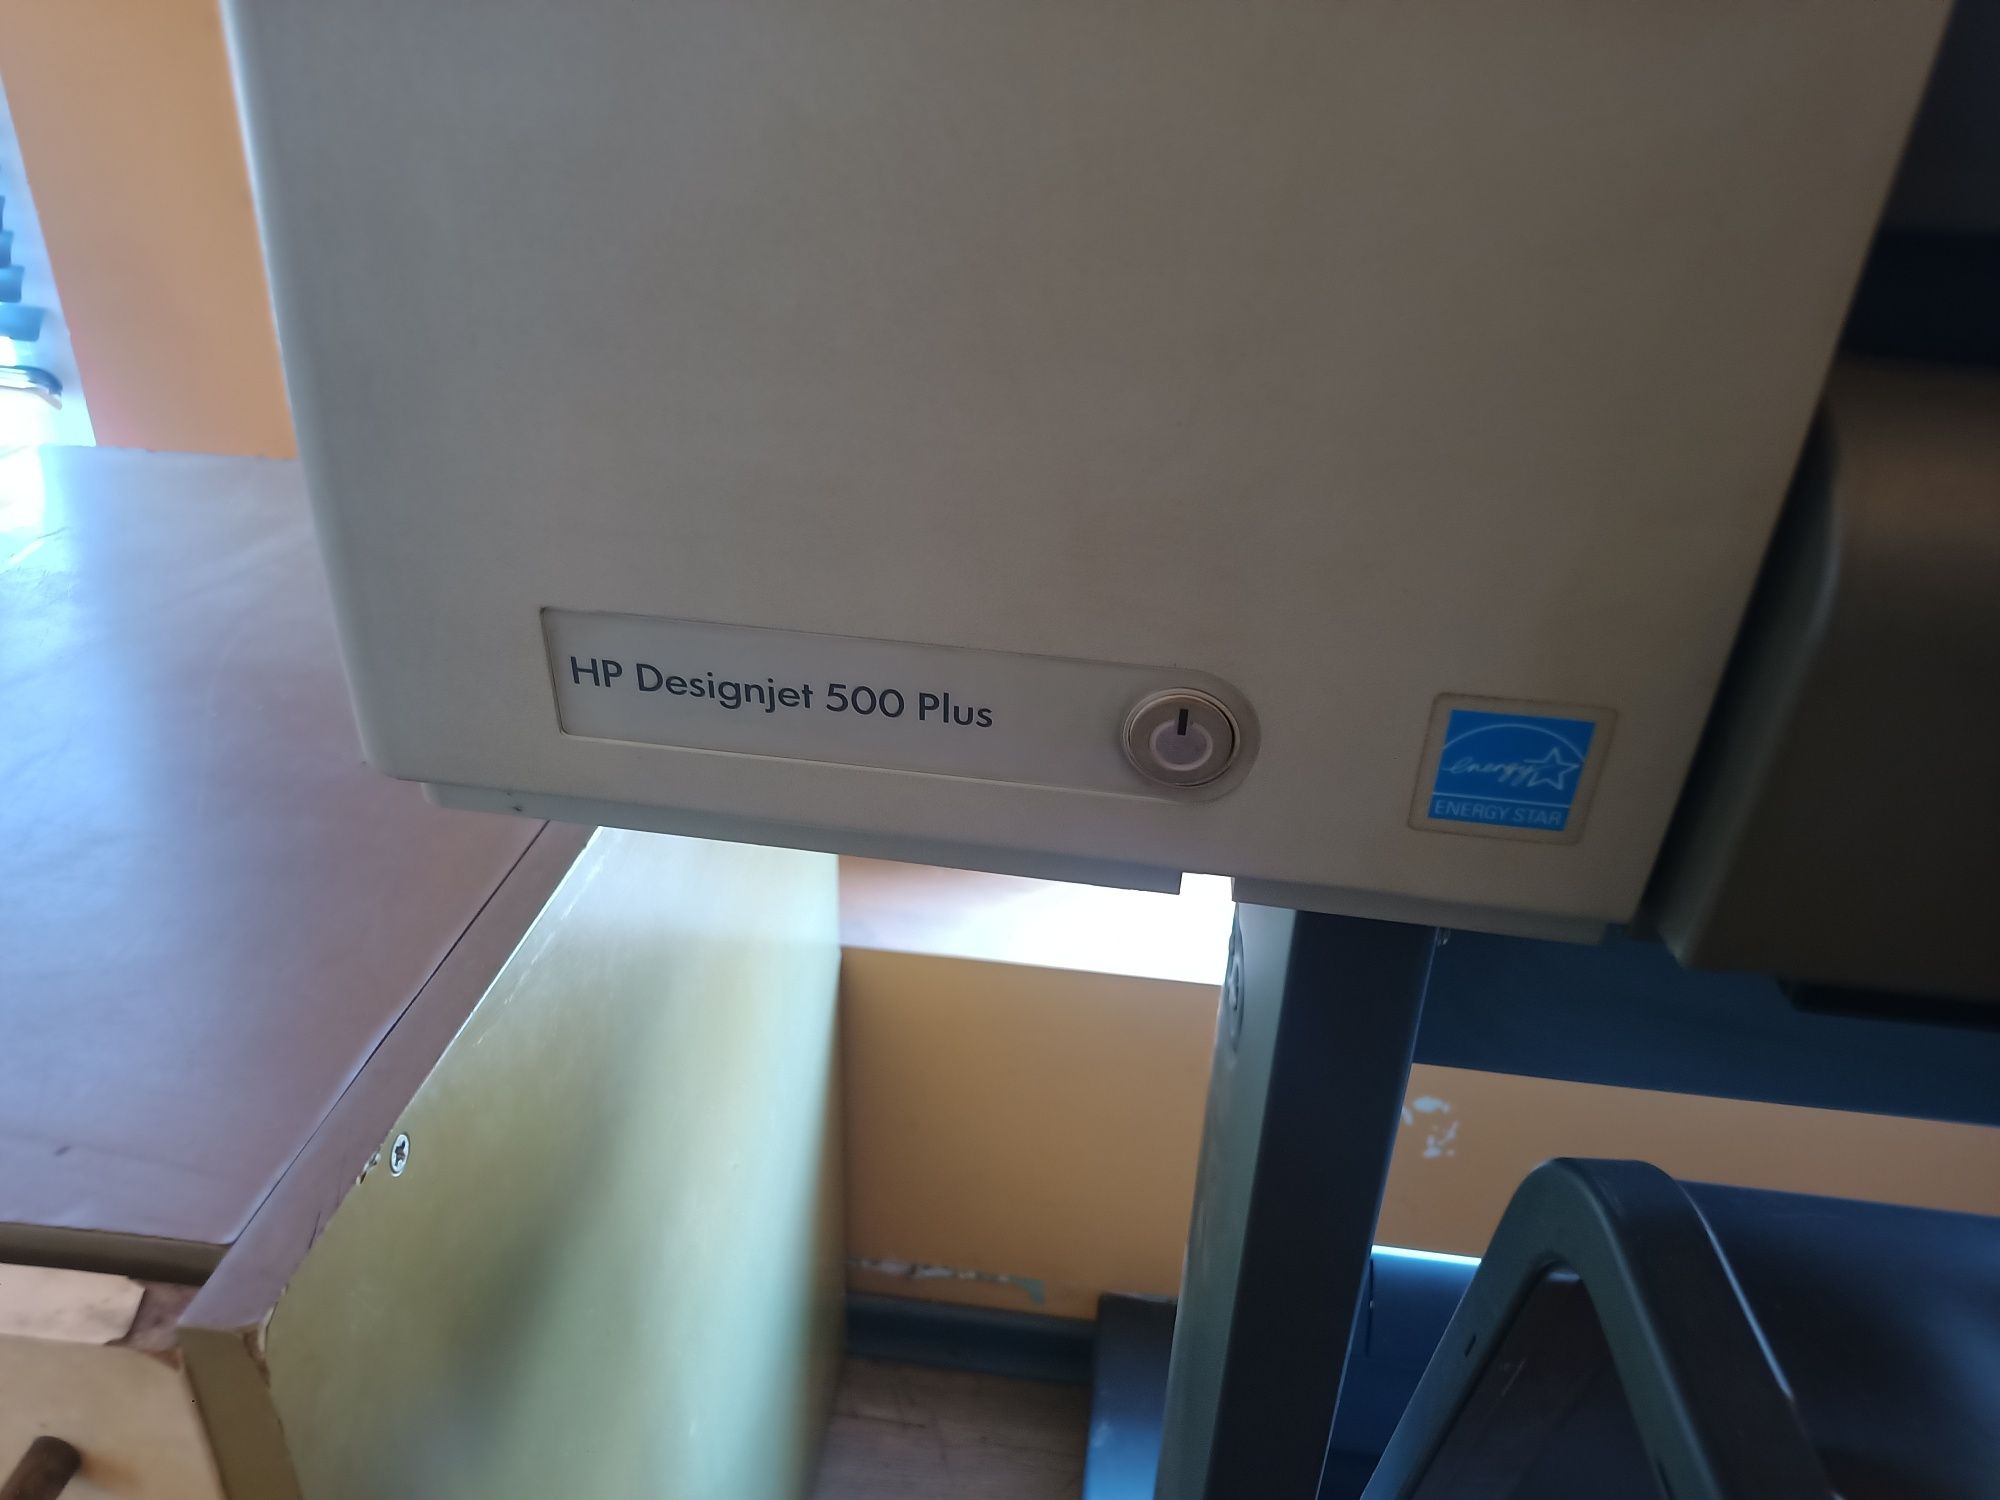 HP Designjet 500 Plus
energy
ENERGY STAR